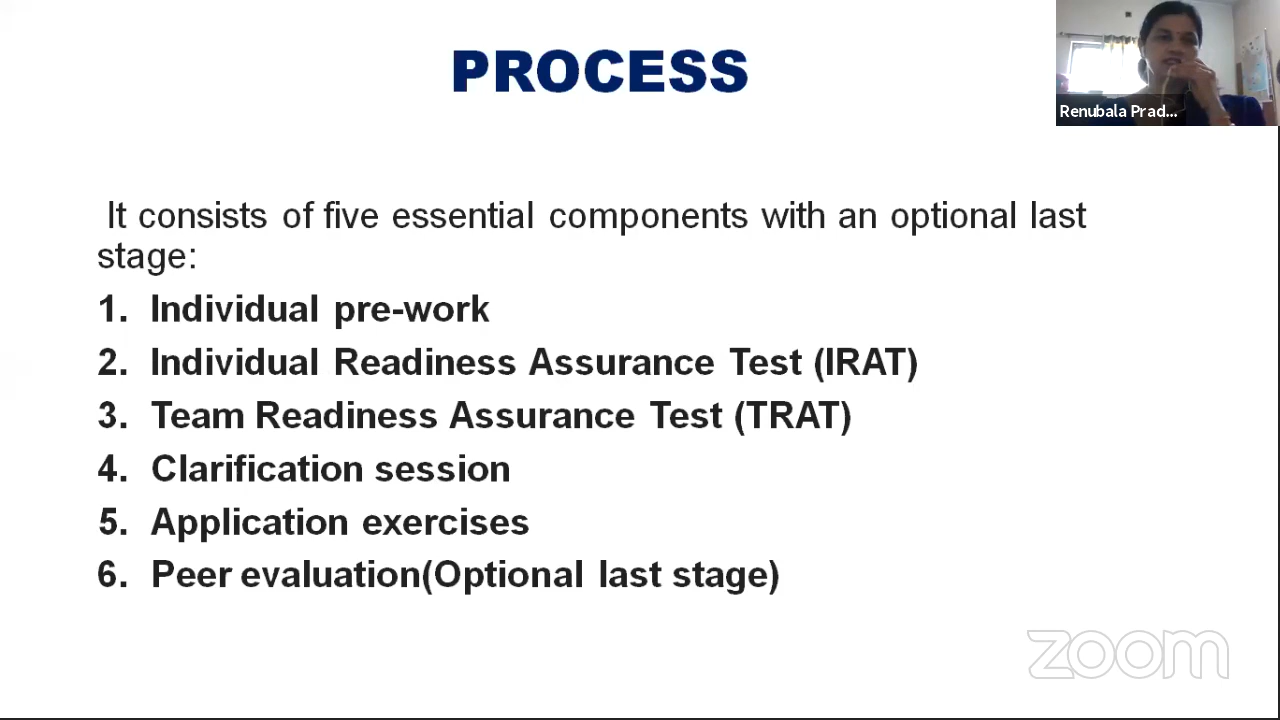 PROCESS
Renubala Prad...
It consists of five essential components with an optional last
stage:
1. Individual pre-work
2. Individual Readiness Assurance Test (IRAT)
3. Team Readiness Assurance Test (TRAT)
4. Clarification session
5. Application exercises
6. Peer evaluation(Optional last stage)
zoom